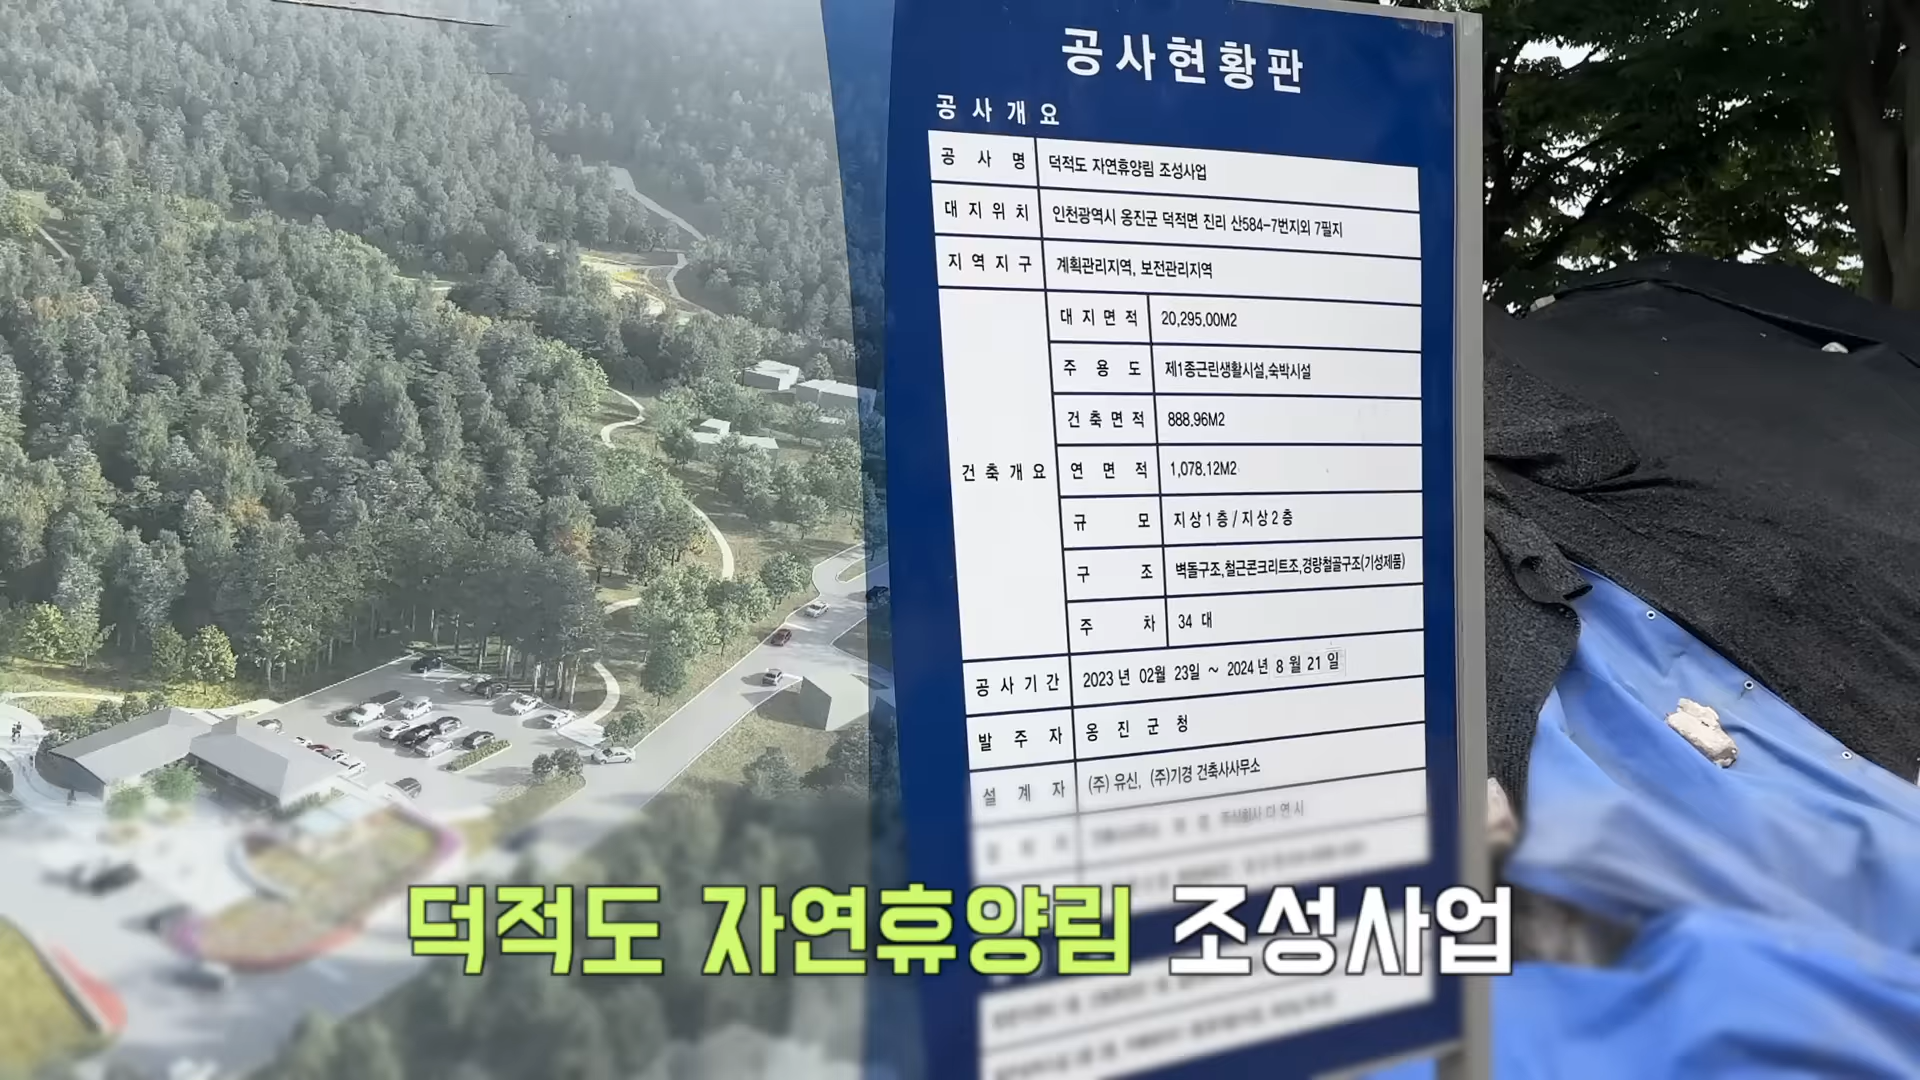 공사현황판
공사개요
공사명 덕적도 자연휴양림 조성사업
대지위치 인천광역시 옹진군 덕적면 진리 산584-7번지외 7필지
지역지구 계획관리지역, 보전관리지역
건축개요
대지면적 20,295.00M2
주용도 제1종근린생활시설,숙박시설
건축면적 888.96M2
연면적 1,078.12M2
규모 지상1층/지상2층
구조 벽돌구조,철근콘크리트조,경량철골구조(기성제품)
주차 34 대
공사기간 2023년 02월 23일 ~ 2024년 8월 21일
발주자 옹진군청
설계자 (주)유신, (주)기경 건축사사무소
덕적도 자연휴양림 조성사업